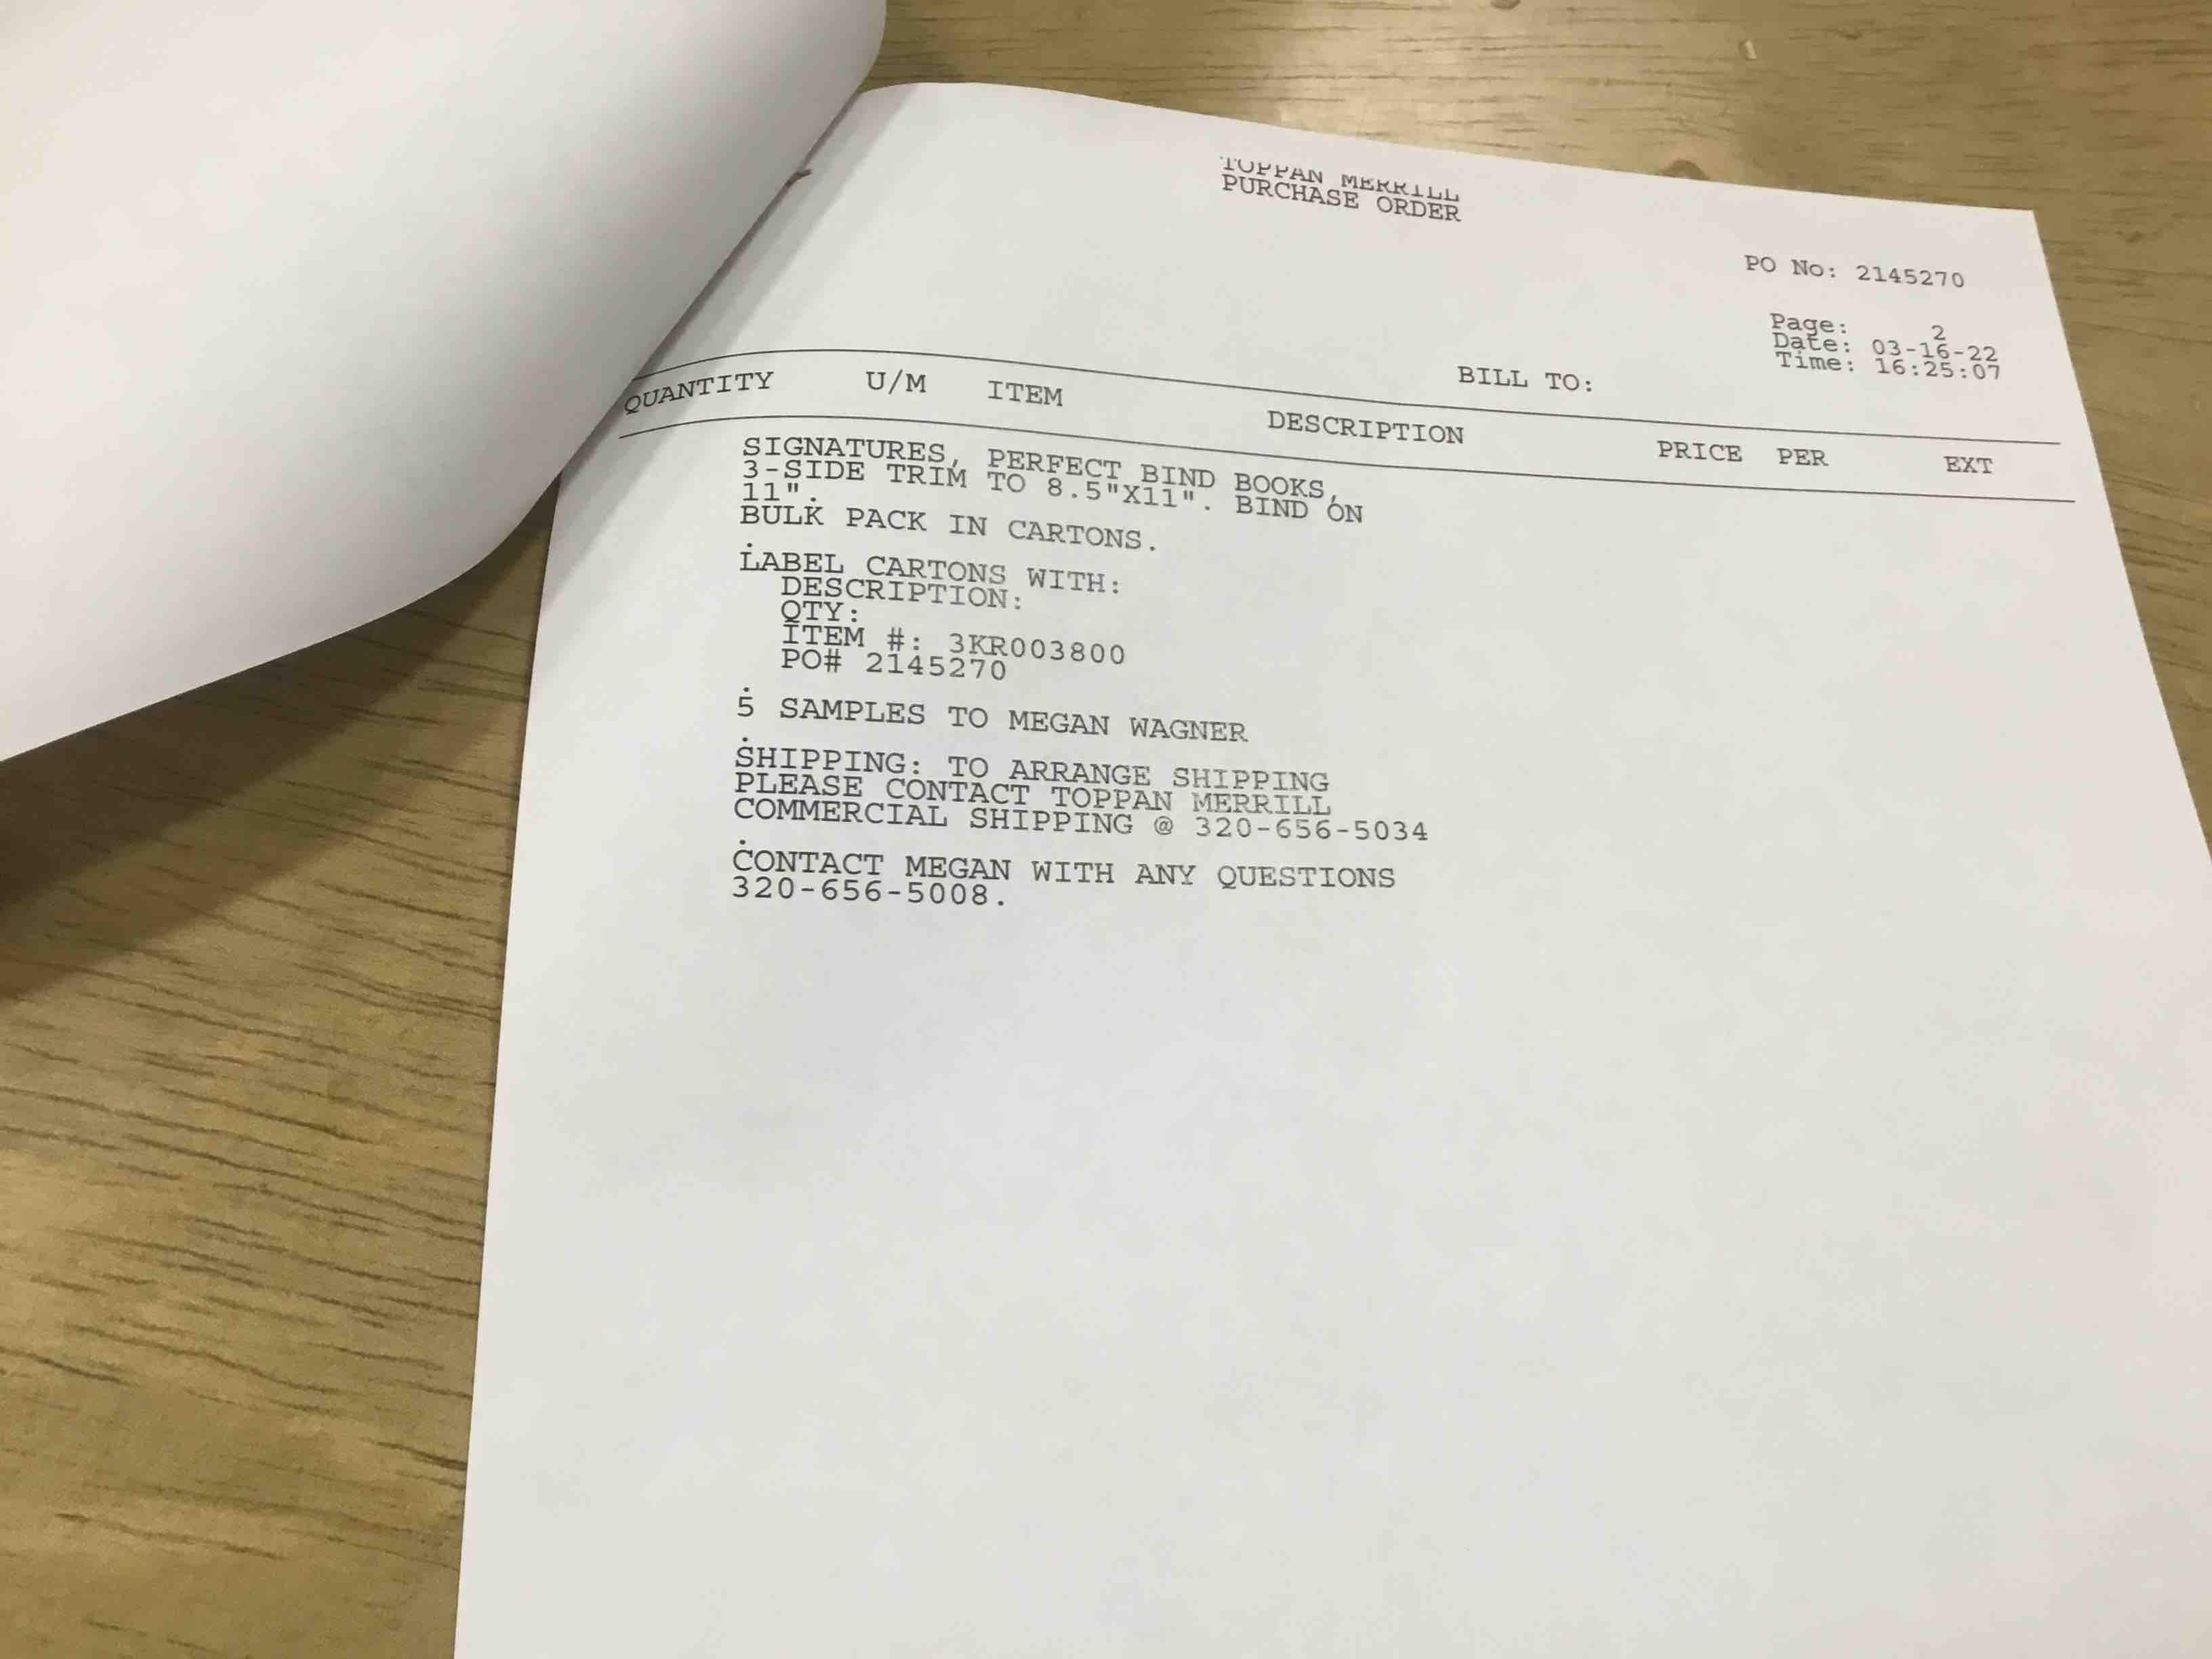 TOPPAN MERRILL
PURCHASE ORDER
PO No: 2145270
Page: 2
Date: 03-16-22
Time: 16:25:07
BILL TO:
QUANTITY U/M ITEM DESCRIPTION PRICE PER EXT
SIGNATURES, PERFECT BIND BOOKS,
3-SIDE TRIM TO 8.5"X11". BIND ON
11".
BULK PACK IN CARTONS.
.
LABEL CARTONS WITH:
DESCRIPTION:
QTY:
ITEM #: 3KR003800
PO# 2145270
.
5 SAMPLES TO MEGAN WAGNER
.
SHIPPING: TO ARRANGE SHIPPING
PLEASE CONTACT TOPPAN MERRILL
COMMERCIAL SHIPPING @ 320-656-5034
.
CONTACT MEGAN WITH ANY QUESTIONS
320-656-5008.